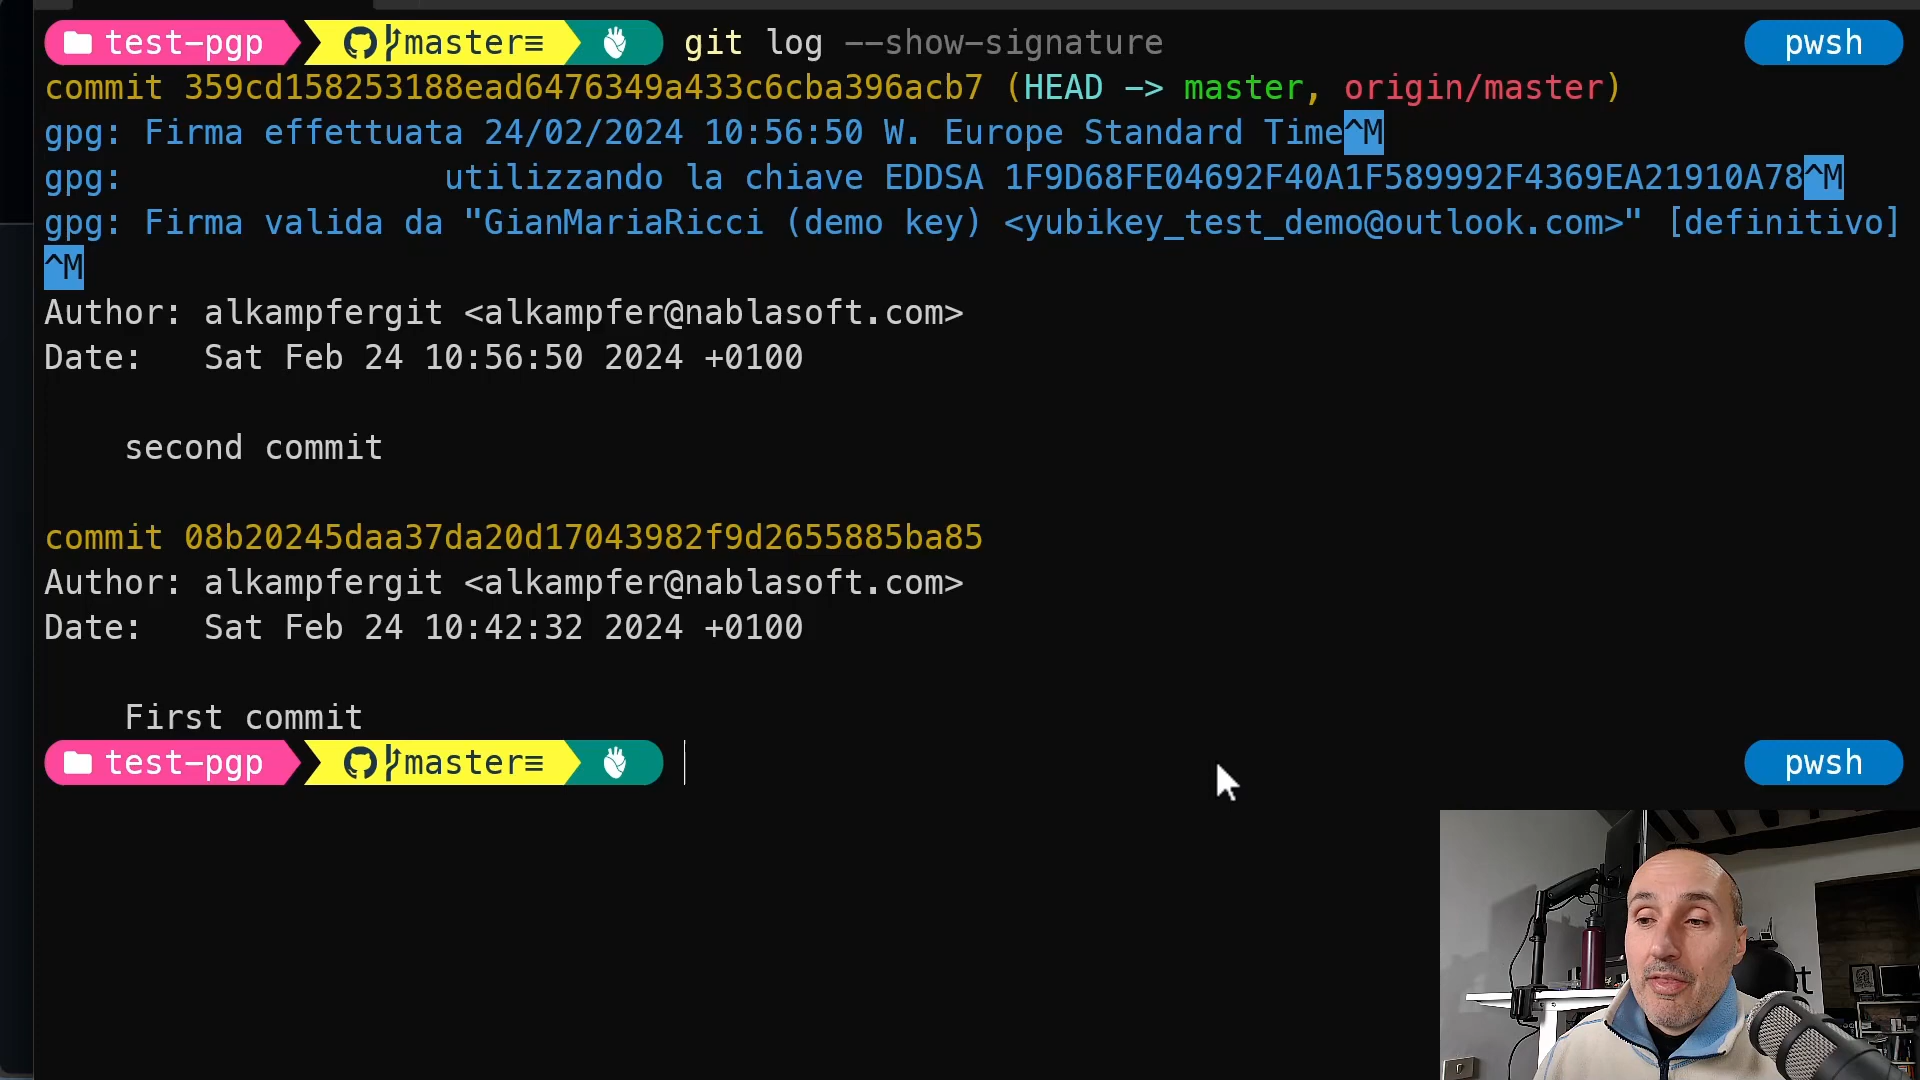 test-pgp master≡ git log --show-signature pwsh
commit 359cd158253188ead6476349a433c6cba396acb7 (HEAD -> master, origin/master)
gpg: Firma effettuata 24/02/2024 10:56:50 W. Europe Standard Time^M
gpg: utilizzando la chiave EDDSA 1F9D68FE04692F40A1F589992F4369EA21910A78^M
gpg: Firma valida da "GianMariaRicci (demo key) <yubikey_test_demo@outlook.com>" [definitivo]
^M
Author: alkampfergit <alkampfer@nablasoft.com>
Date: Sat Feb 24 10:56:50 2024 +0100
second commit
commit 08b20245daa37da20d17043982f9d2655885ba85
Author: alkampfergit <alkampfer@nablasoft.com>
Date: Sat Feb 24 10:42:32 2024 +0100
First commit
test-pgp master≡ pwsh